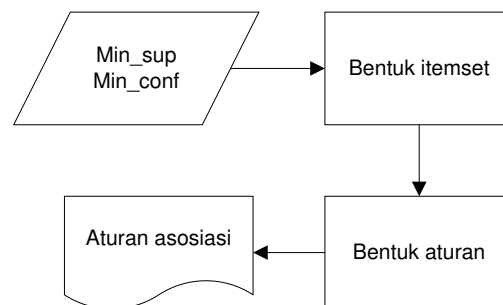 Min_sup
Min_conf
Bentuk itemset
Bentuk aturan
Aturan asosiasi